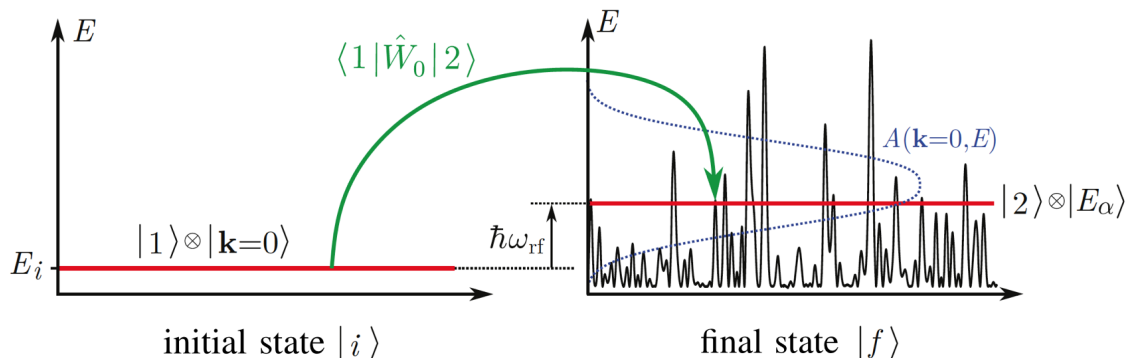 E
E
⟨1|Ŵ₀|2⟩
A(k=0,E)
|1⟩⊗|k=0⟩
ħω_rf
|2⟩⊗|E_α⟩
E_i
initial state |i⟩
final state |f⟩